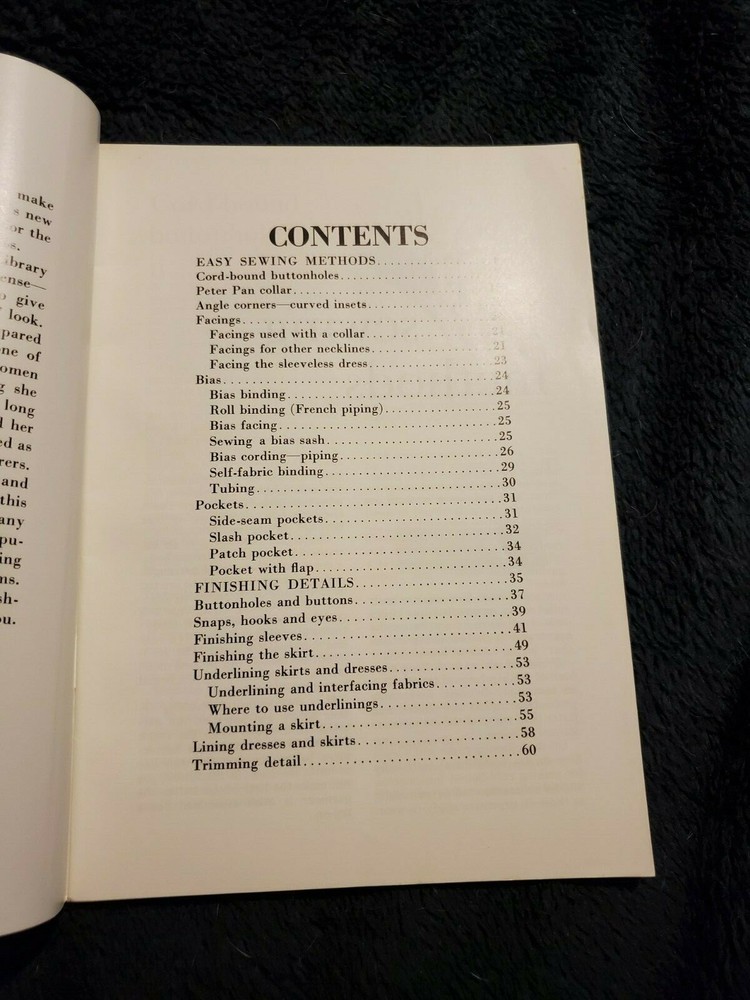 make
s new
or the
s.
ibrary
ense—
o give
look.
pared
ne of
omen
g she
long
d her
ed as
rers.
and
this
any
pu-
ing
ns.
sh-
ou.
CONTENTS
EASY SEWING METHODS
Cord-bound buttonholes
Peter Pan collar
Angle corners—curved insets
Facings
Facings used with a collar 21
Facings for other necklines 21
Facing the sleeveless dress 23
Bias 24
Bias binding 24
Roll binding (French piping) 25
Bias facing 25
Sewing a bias sash 25
Bias cording—piping 26
Self-fabric binding 29
Tubing 30
Pockets 31
Side-seam pockets 31
Slash pocket 32
Patch pocket 34
Pocket with flap 34
FINISHING DETAILS 35
Buttonholes and buttons 37
Snaps, hooks and eyes 39
Finishing sleeves 41
Finishing the skirt 49
Underlining skirts and dresses 53
Underlining and interfacing fabrics 53
Where to use underlinings 53
Mounting a skirt 55
Lining dresses and skirts 58
Trimming detail 60